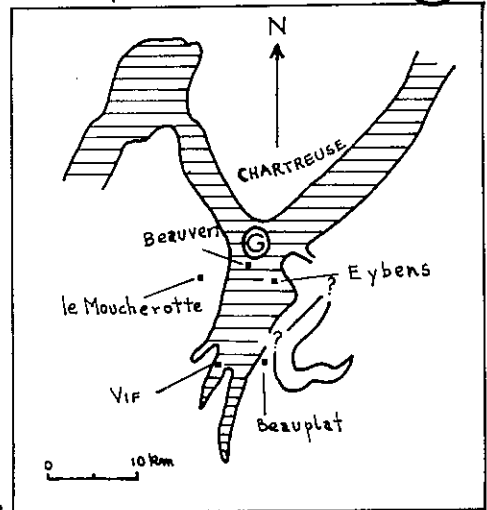 N
CHARTREUSE
Beauvert
G
Eybens
le Moucherotte
?
?
VIF
Beauplat
0 10 km